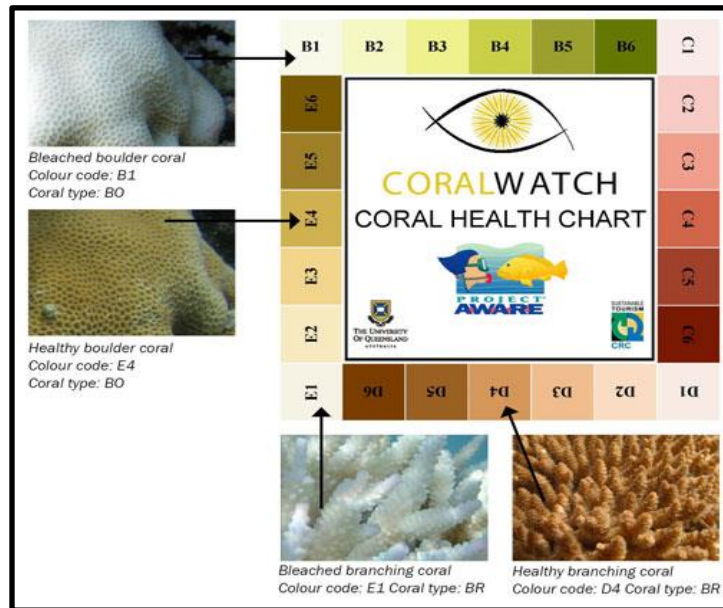 B1 B2 B3 B4 B5 B6 C1
C2
C3
C4
C5
C6
E6
E5
E4
E3
E2
E1 D6 D5 D4 D3 D2 D1
CORALWATCH
CORAL HEALTH CHART
PROJECT
AWARE
THE UNIVERSITY
OF QUEENSLAND
AUSTRALIA
SUSTAINABLE
TOURISM
CRC
Bleached boulder coral
Colour code: B1
Coral type: BO
Healthy boulder coral
Colour code: E4
Coral type: BO
Bleached branching coral
Colour code: E1 Coral type: BR
Healthy branching coral
Colour code: D4 Coral type: BR